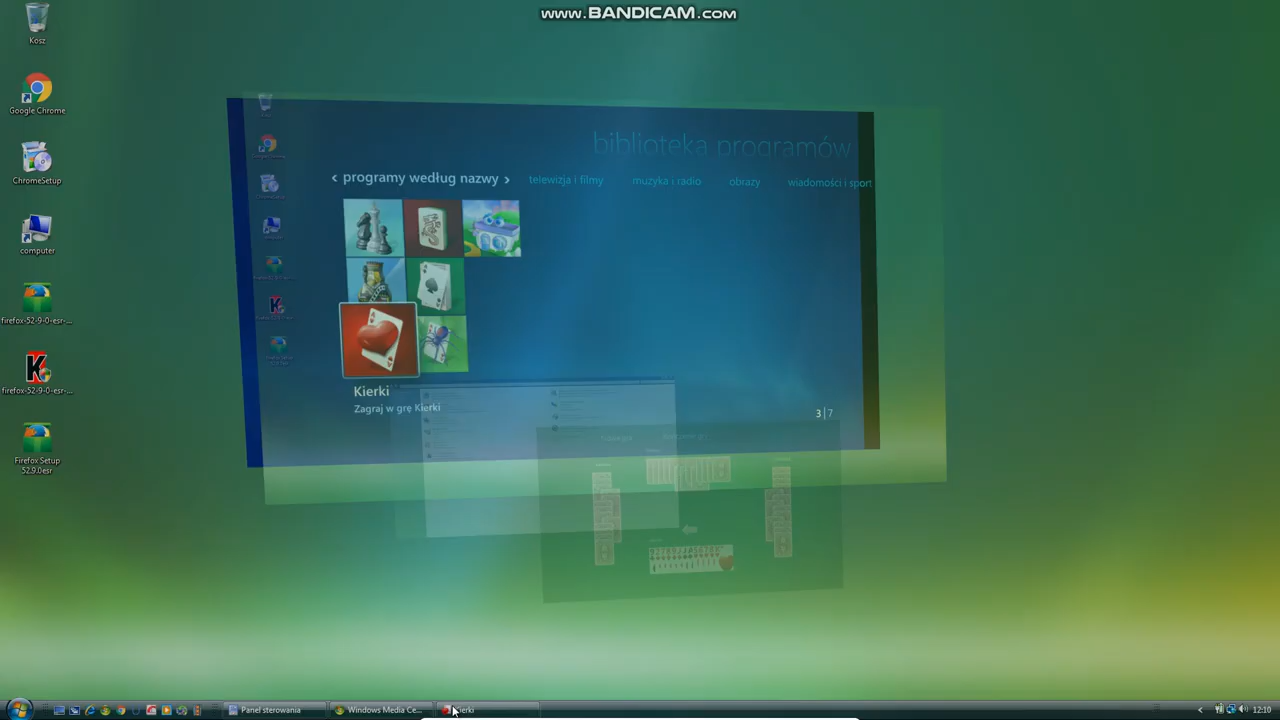 www.BANDICAM.com
Kosz
Google Chrome
ChromeSetup
computer
firefox-52-9-0-esr-...
firefox-52-9-0-esr-...
Firefox Setup
52.9.0esr
biblioteka programów
programy według nazwy
telewizja i filmy
muzyka i radio
obrazy
wiadomości i sport
Kierki
Zagraj w grę Kierki
3|7
Panel sterowania
Windows Media Ce...
Kierki
12:10